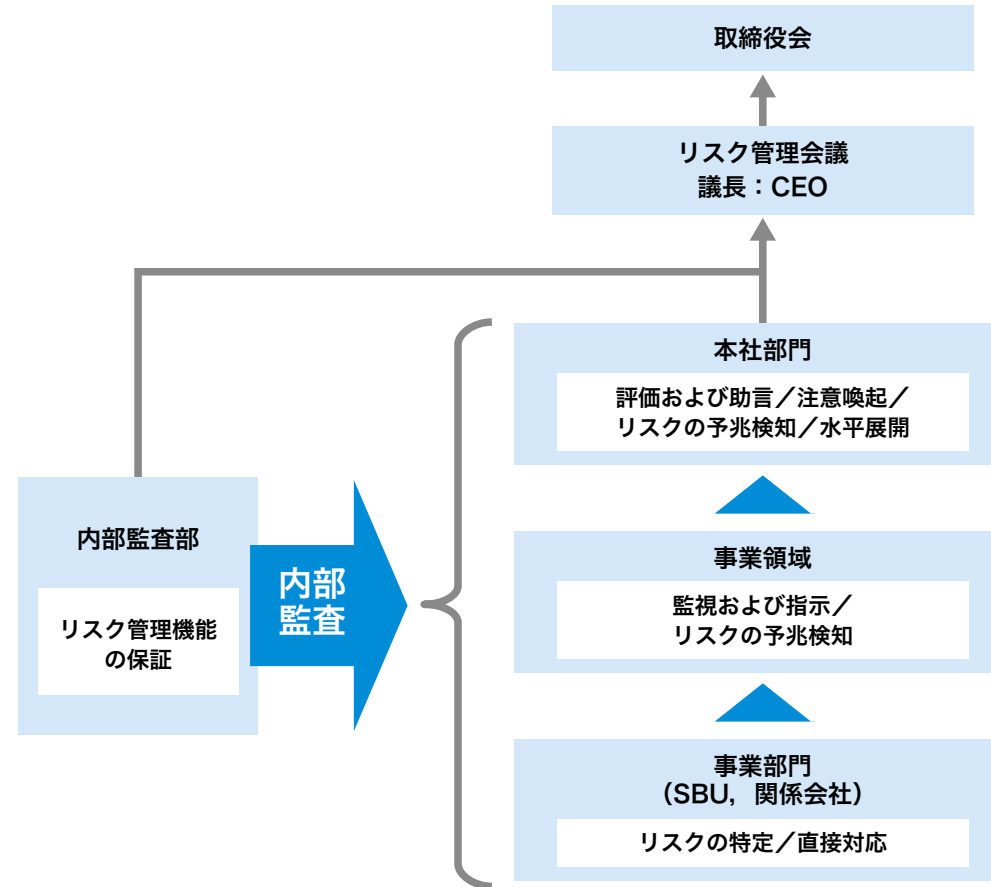 取締役会
リスク管理会議
議長：CEO
本社部門
評価および助言／注意喚起／
リスクの予兆検知／水平展開
内部監査部
リスク管理機能
の保証
内部
監査
事業領域
監視および指示／
リスクの予兆検知
事業部門
（SBU，関係会社）
リスクの特定／直接対応